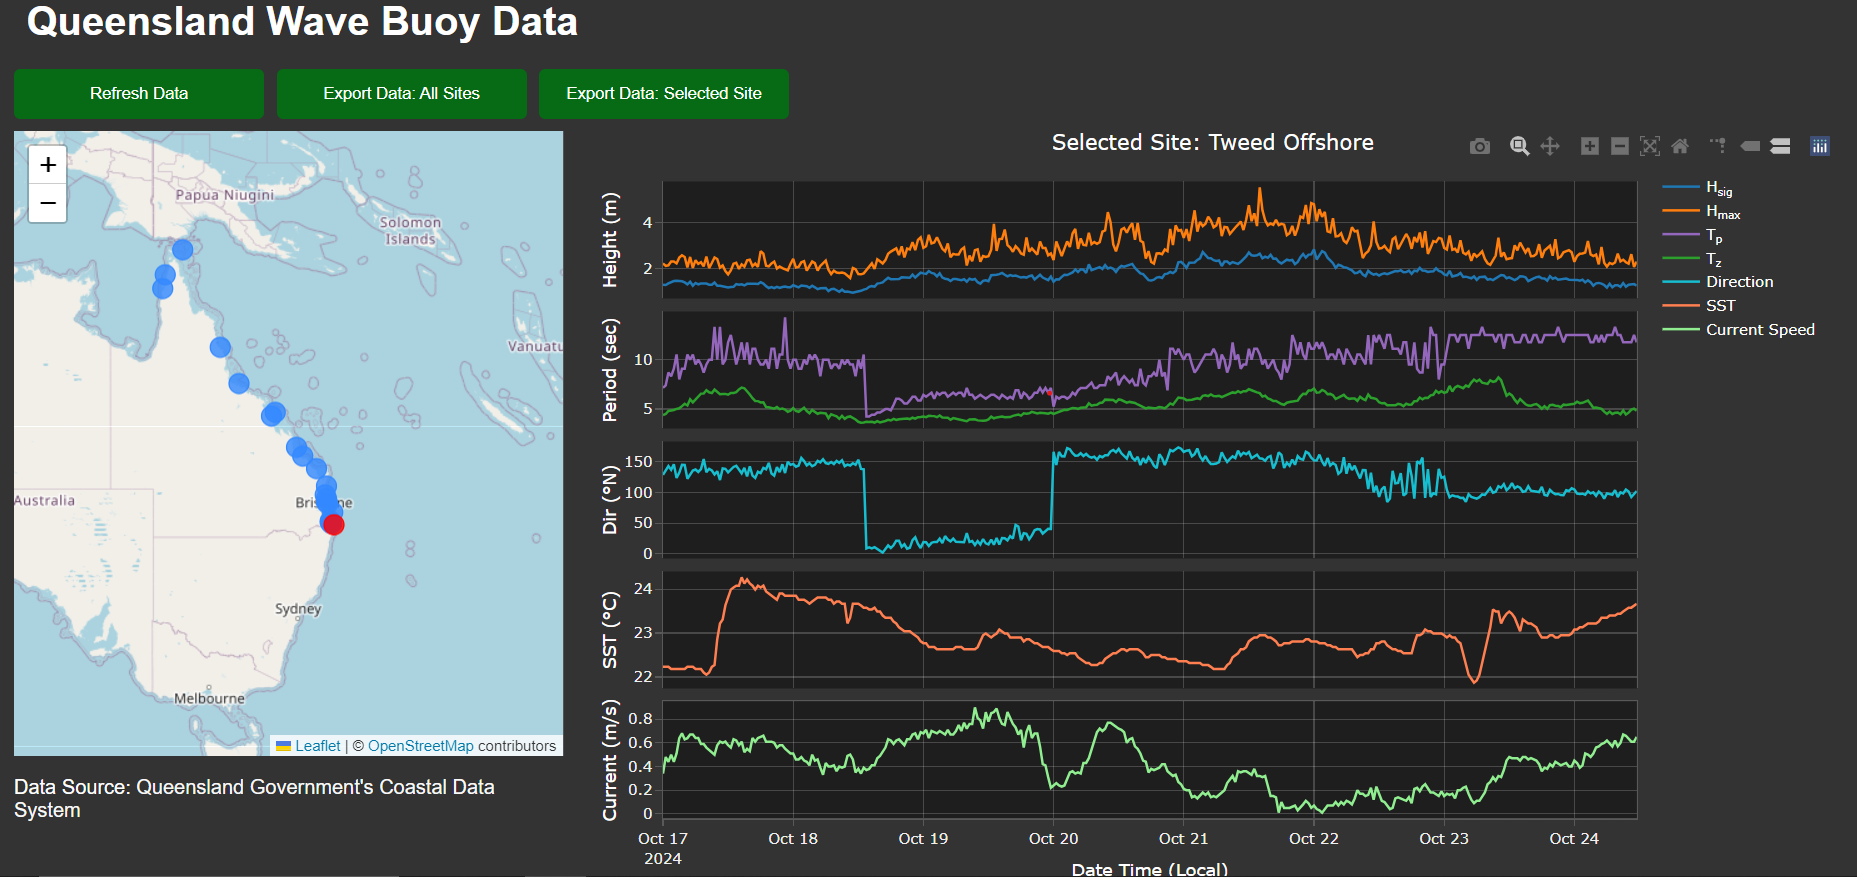 Queensland Wave Buoy Data
Refresh Data
Export Data: All Sites
Export Data: Selected Site
+
−
Papua Niugini
Solomon
Islands
Vanuatu
Australia
Sydney
Melbourne
Leaflet | © OpenStreetMap contributors
Data Source: Queensland Government's Coastal Data
System
Selected Site: Tweed Offshore
Height (m)
4
2
Period (sec)
10
5
Dir (°N)
150
100
50
0
SST (°C)
24
23
22
Current (m/s)
0.8
0.6
0.4
0.2
0
Oct 17
2024
Oct 18
Oct 19
Oct 20
Oct 21
Oct 22
Oct 23
Oct 24
Date Time (Local)
Hsig
Hmax
Tp
Tz
Direction
SST
Current Speed